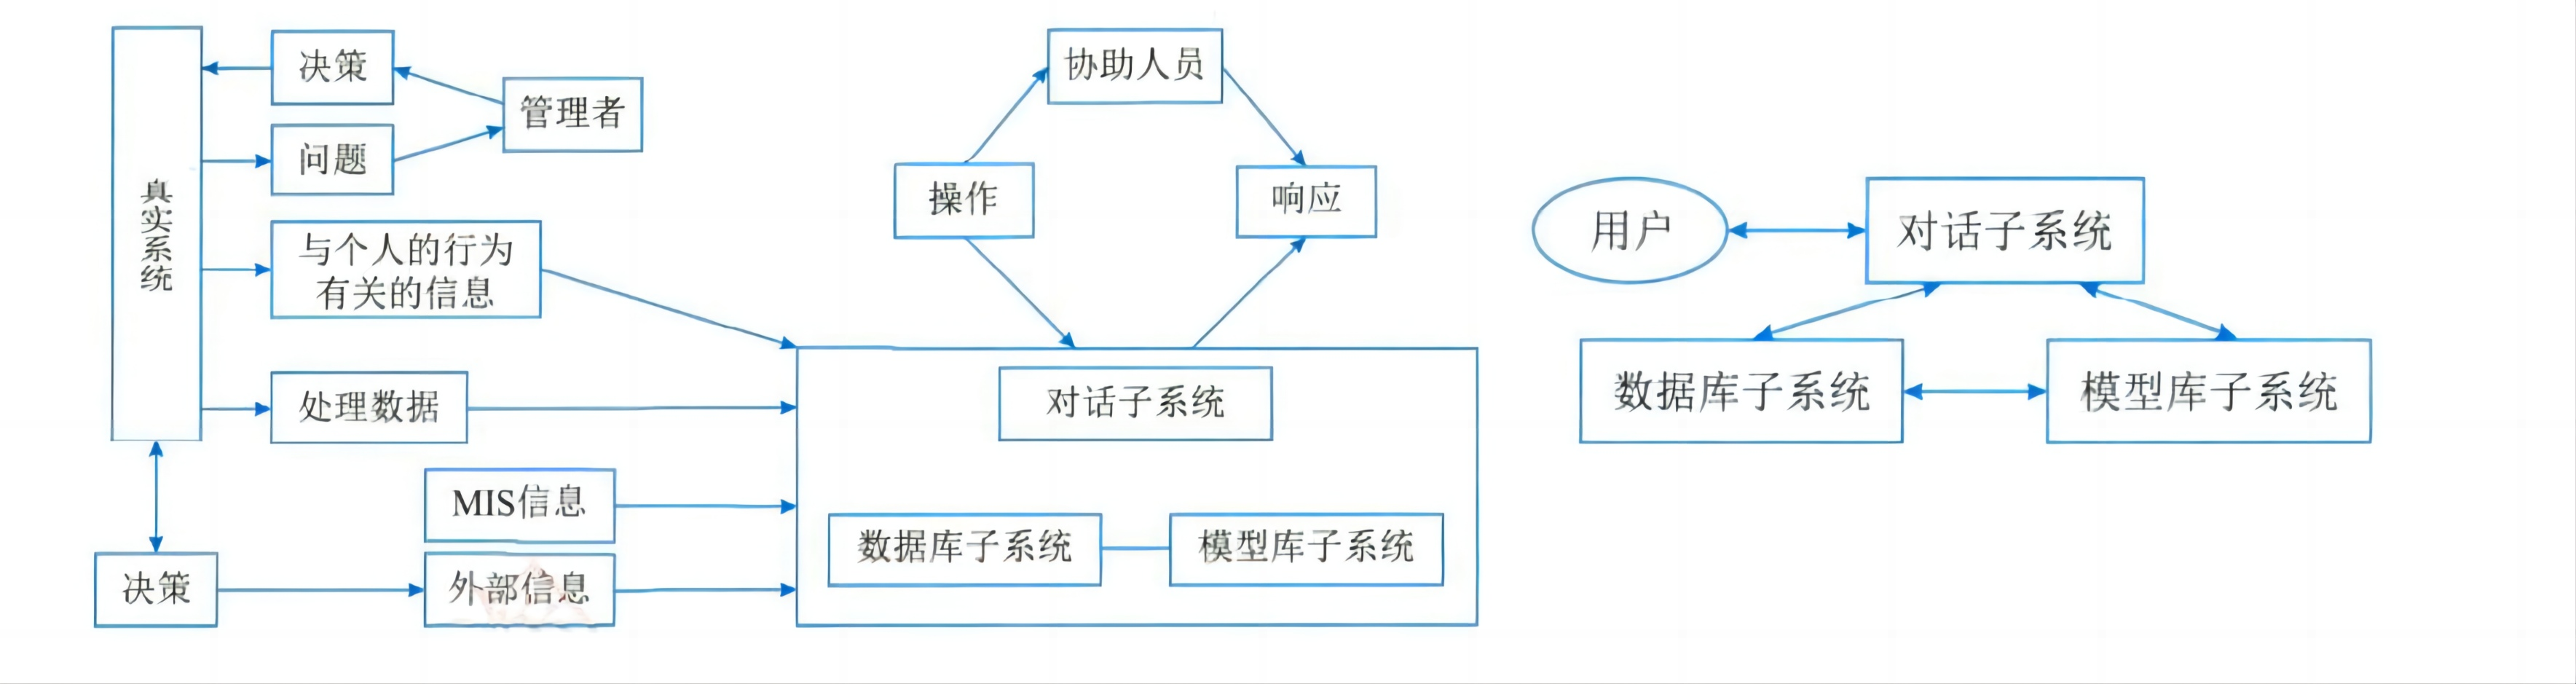 真实系统
决策
问题
管理者
与个人的行为
有关的信息
处理数据
MIS信息
决策
外部信息
协助人员
操作
响应
对话子系统
数据库子系统
模型库子系统
用户
对话子系统
数据库子系统
模型库子系统